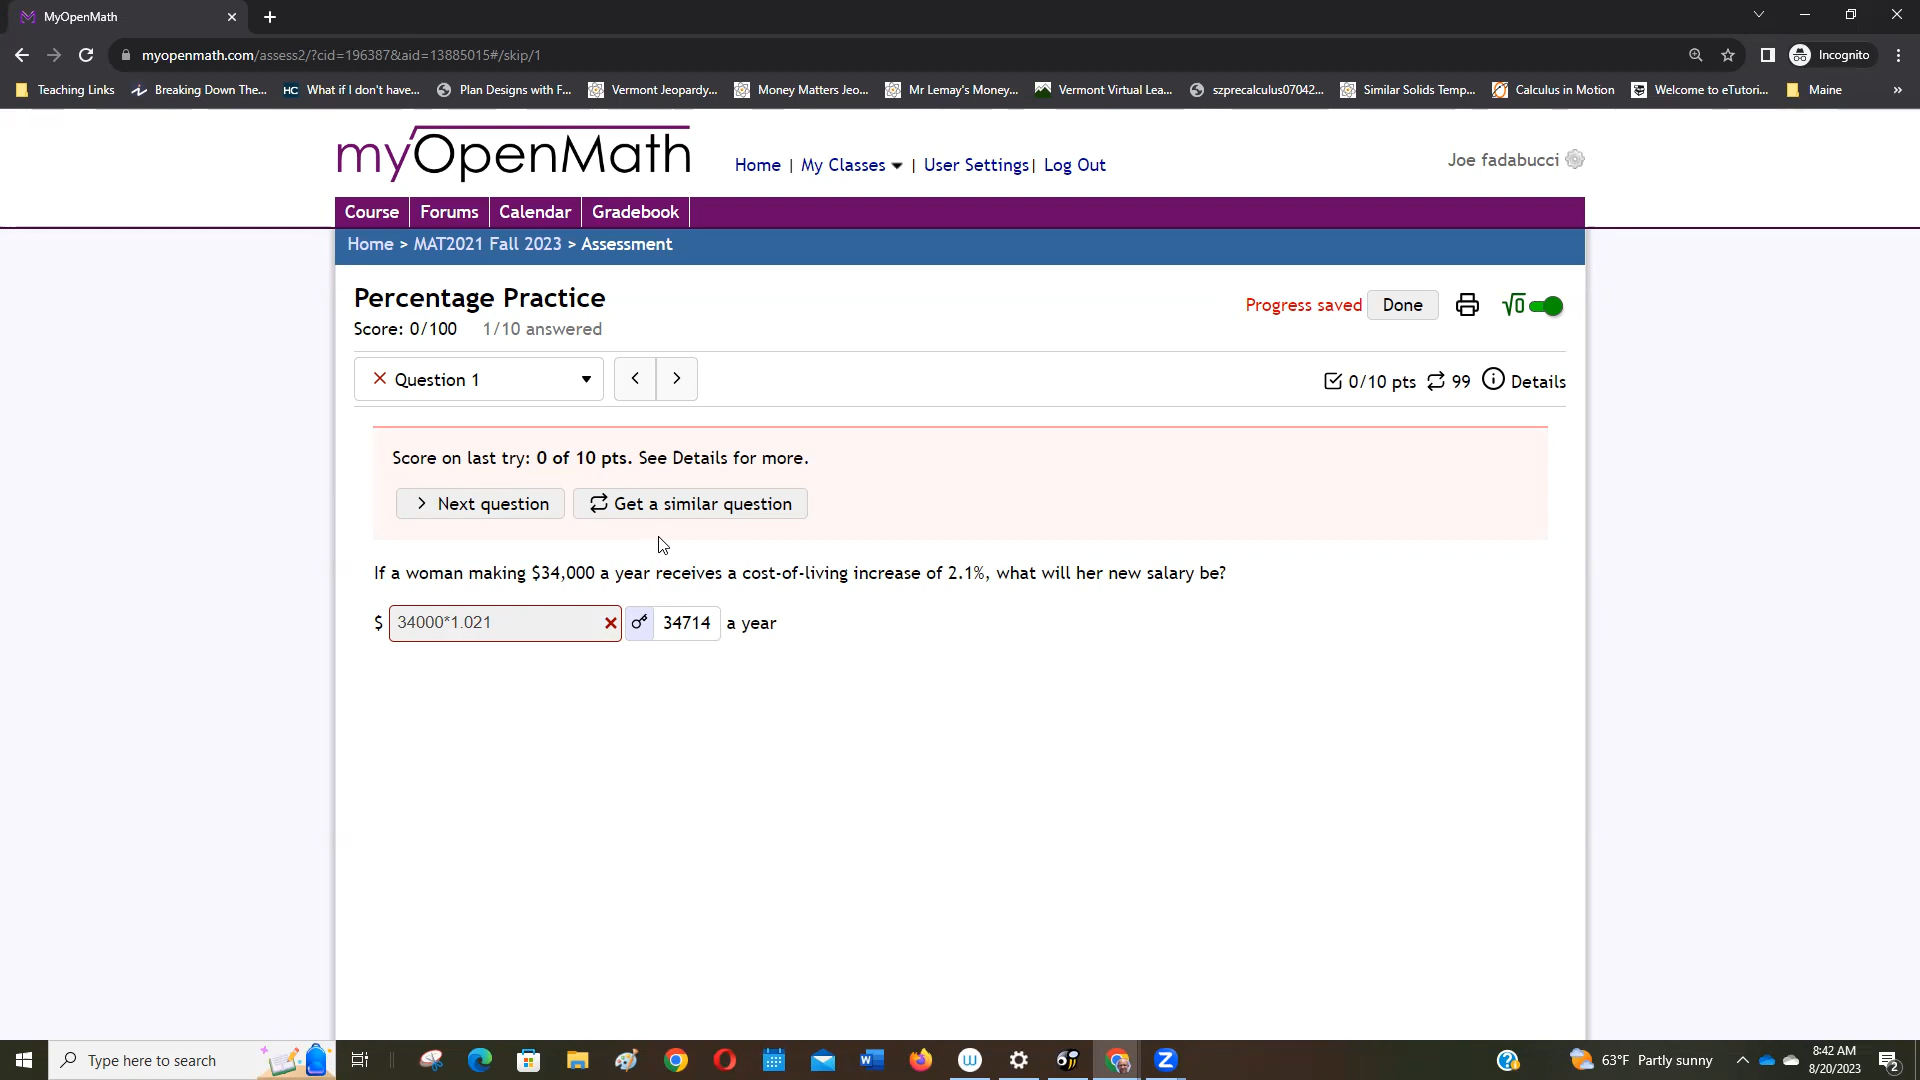 MyOpenMath
myopenmath.com/assess2/?cid=196387&aid=13885015#/skip/1
Incognito
Teaching Links
Breaking Down The...
HC What if I don't have...
Plan Designs with F...
Vermont Jeopardy...
Money Matters Jeo...
Mr Lemay's Money...
Vermont Virtual Lea...
szprecalculus07042...
Similar Solids Temp...
Calculus in Motion
Welcome to eTutori...
Maine
»
myOpenMath
Home | My Classes | User Settings | Log Out
Joe fadabucci
Course Forums Calendar Gradebook
Home > MAT2021 Fall 2023 > Assessment
Percentage Practice
Progress saved Done √0
Score: 0/100 1/10 answered
Question 1 < >
0/10 pts 99 Details
Score on last try: 0 of 10 pts. See Details for more.
> Next question Get a similar question
If a woman making $34,000 a year receives a cost-of-living increase of 2.1%, what will her new salary be?
$ 34000*1.021 34714 a year
Type here to search
63°F Partly sunny
8:42 AM
8/20/2023
2